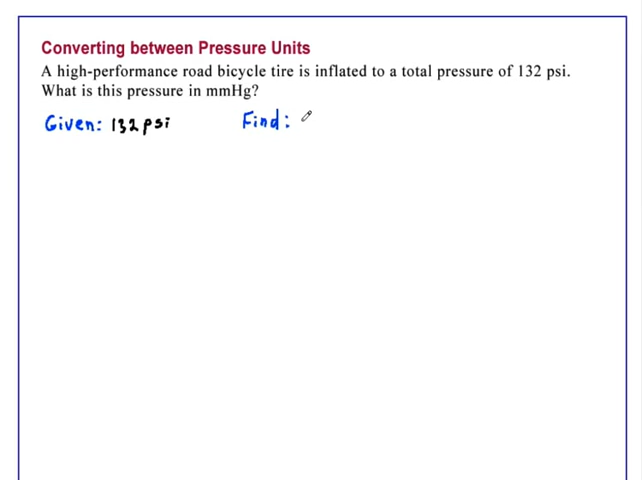 Converting between Pressure Units
A high-performance road bicycle tire is inflated to a total pressure of 132 psi.
What is this pressure in mmHg?
Given: 132 psi Find: